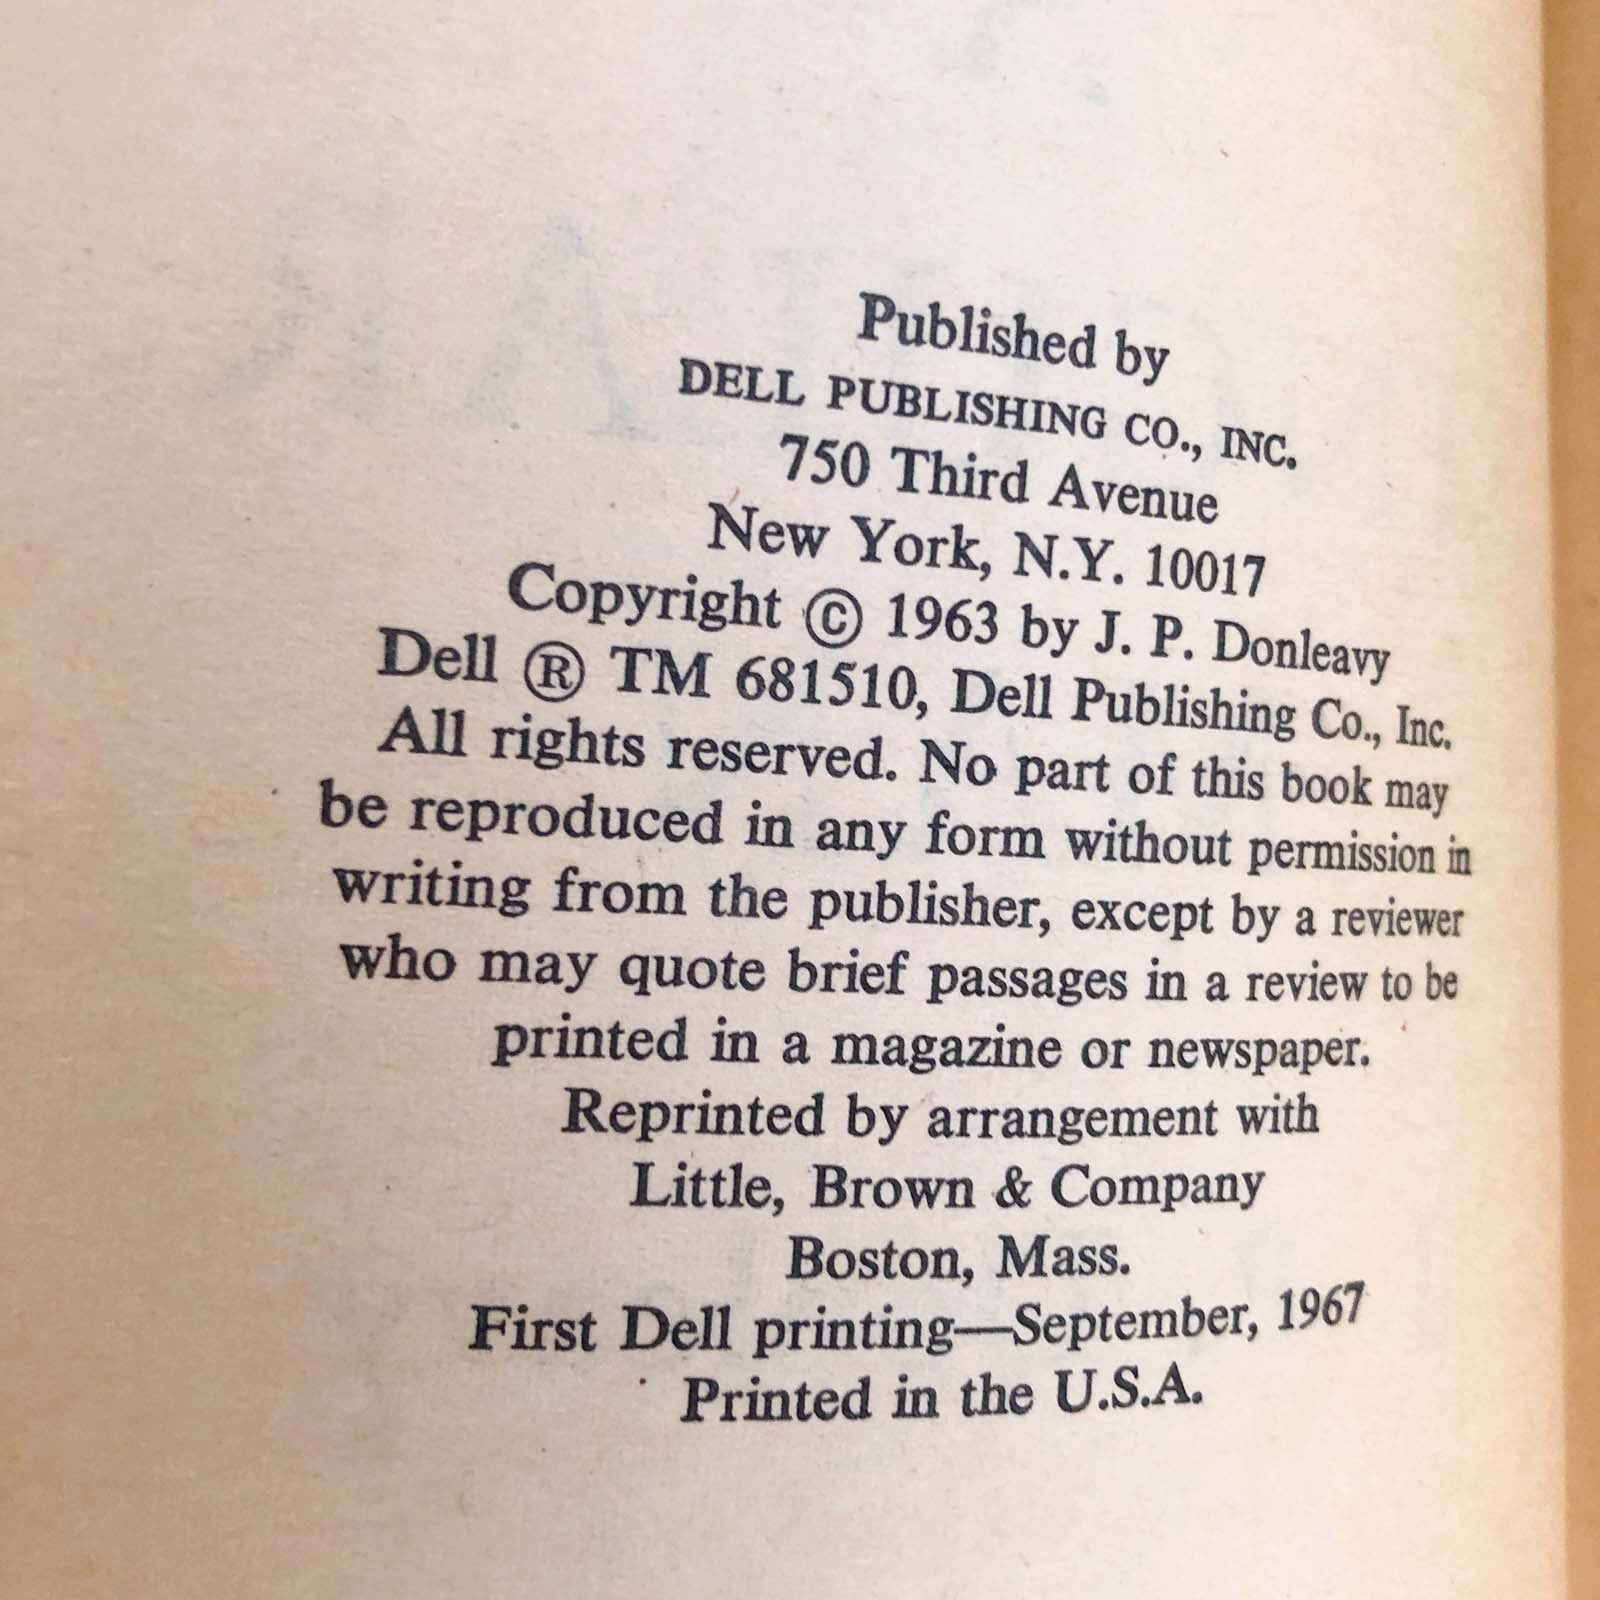 Published by
DELL PUBLISHING CO., INC.
750 Third Avenue
New York, N.Y. 10017
Copyright © 1963 by J. P. Donleavy
Dell ® TM 681510, Dell Publishing Co., Inc.
All rights reserved. No part of this book may
be reproduced in any form without permission in
writing from the publisher, except by a reviewer
who may quote brief passages in a review to be
printed in a magazine or newspaper.
Reprinted by arrangement with
Little, Brown & Company
Boston, Mass.
First Dell printing—September, 1967
Printed in the U.S.A.